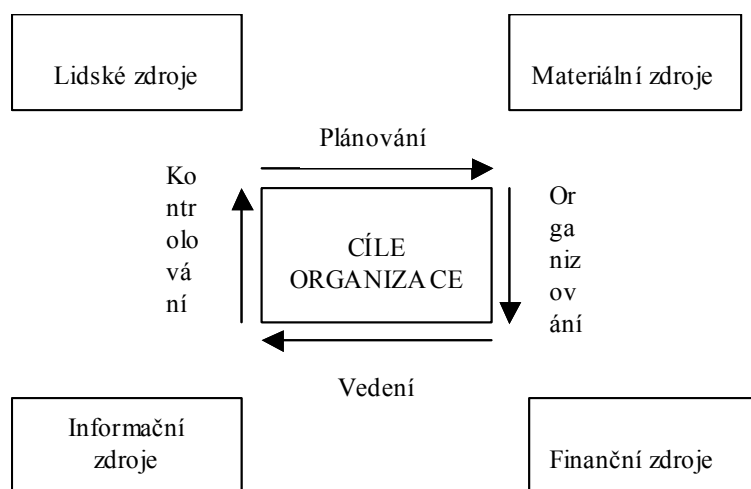 Lidské zdroje
Materiální zdroje
Plánování
Ko
ntr
olo
vá
ní
CÍLE
ORGANIZACE
Or
ga
niz
ov
ání
Vedení
Informační
zdroje
Finanční zdroje